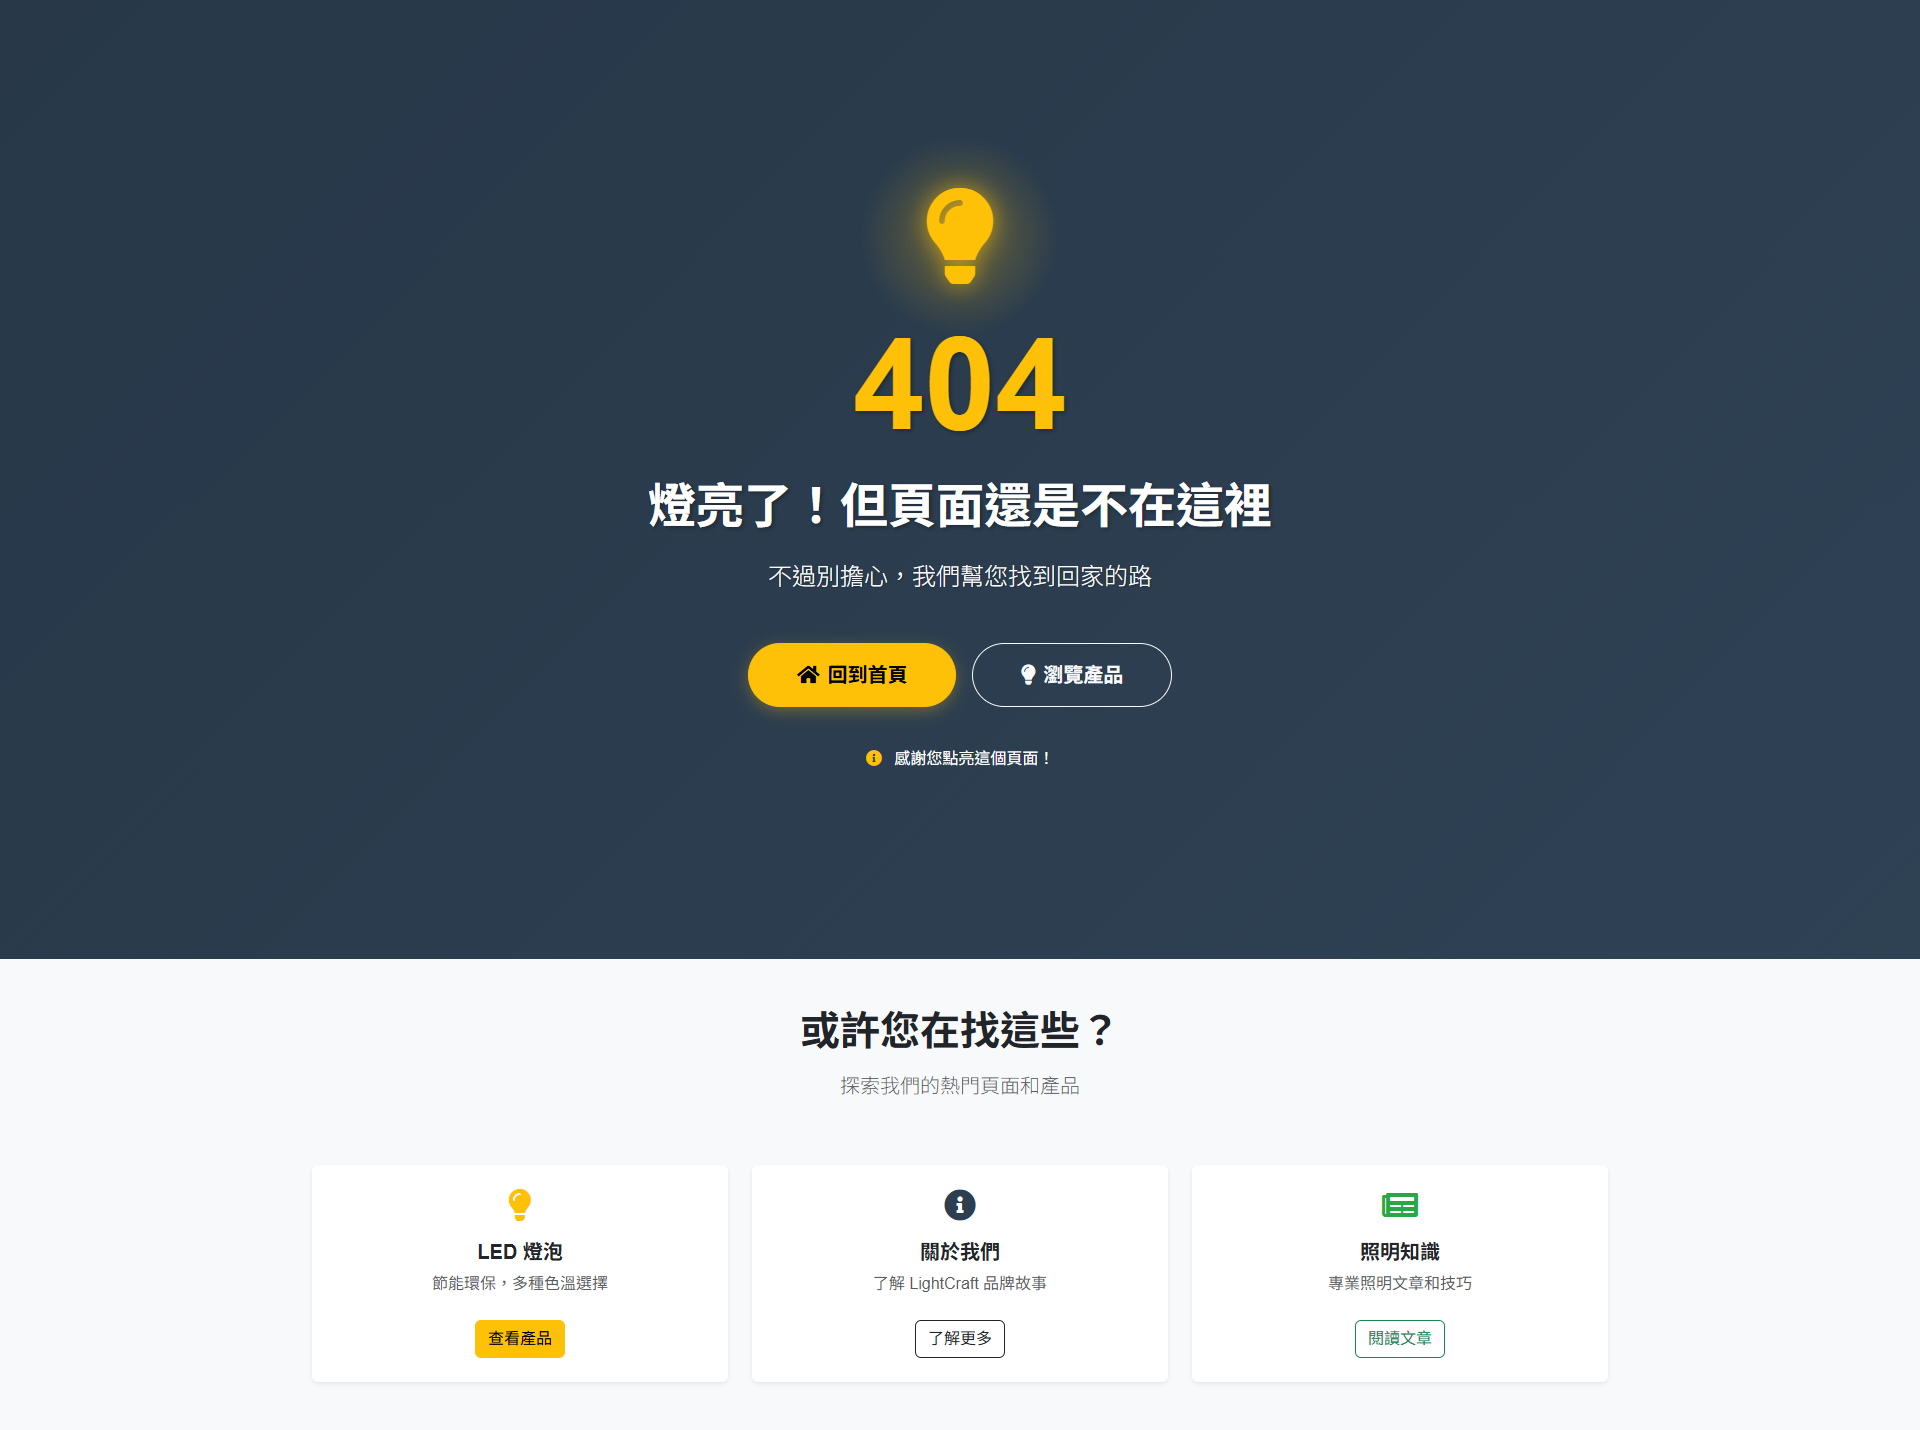 404
燈亮了！但頁面還是不在這裡
不過別擔心，我們幫您找到回家的路
回到首頁
瀏覽產品
感謝您點亮這個頁面！
或許您在找這些？
探索我們的熱門頁面和產品
LED 燈泡
節能環保，多種色溫選擇
查看產品
關於我們
了解 LightCraft 品牌故事
了解更多
照明知識
專業照明文章和技巧
閱讀文章